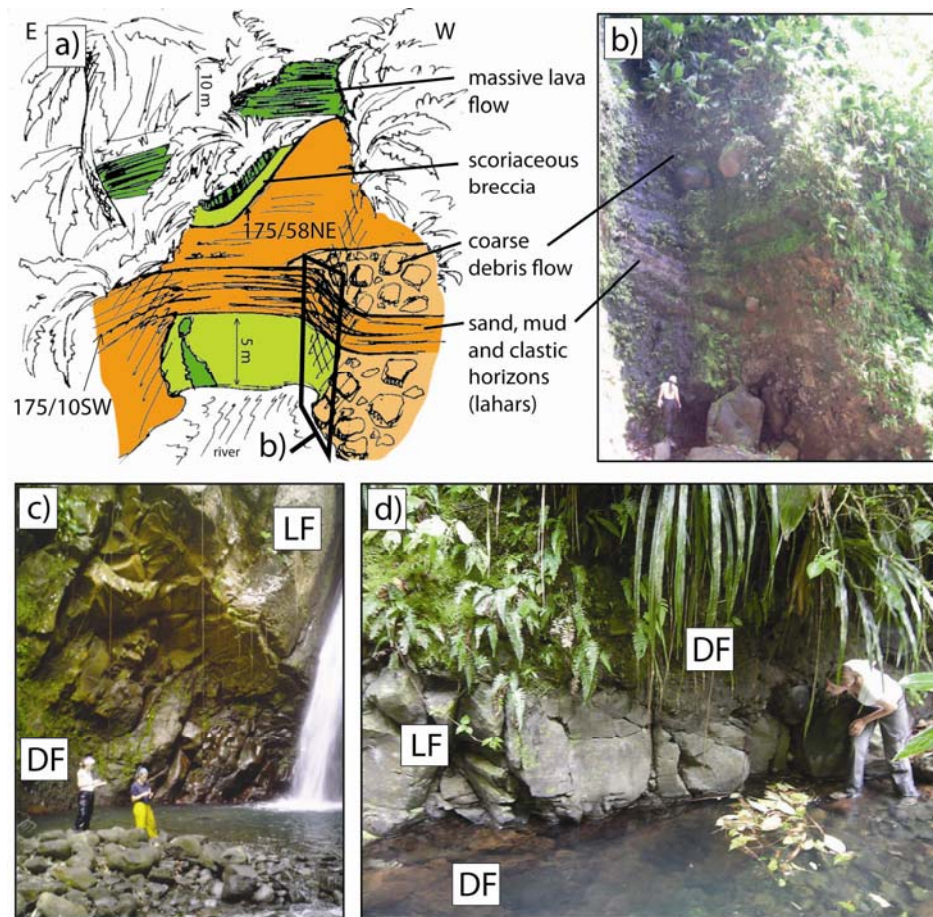 a)
E
W
10 m
massive lava
flow
scoriaceous
breccia
175/58NE
coarse
debris flow
sand, mud
and clastic
horizons
(lahars)
5 m
175/10SW
river
b)
b)
c)
LF
DF
d)
DF
LF
DF